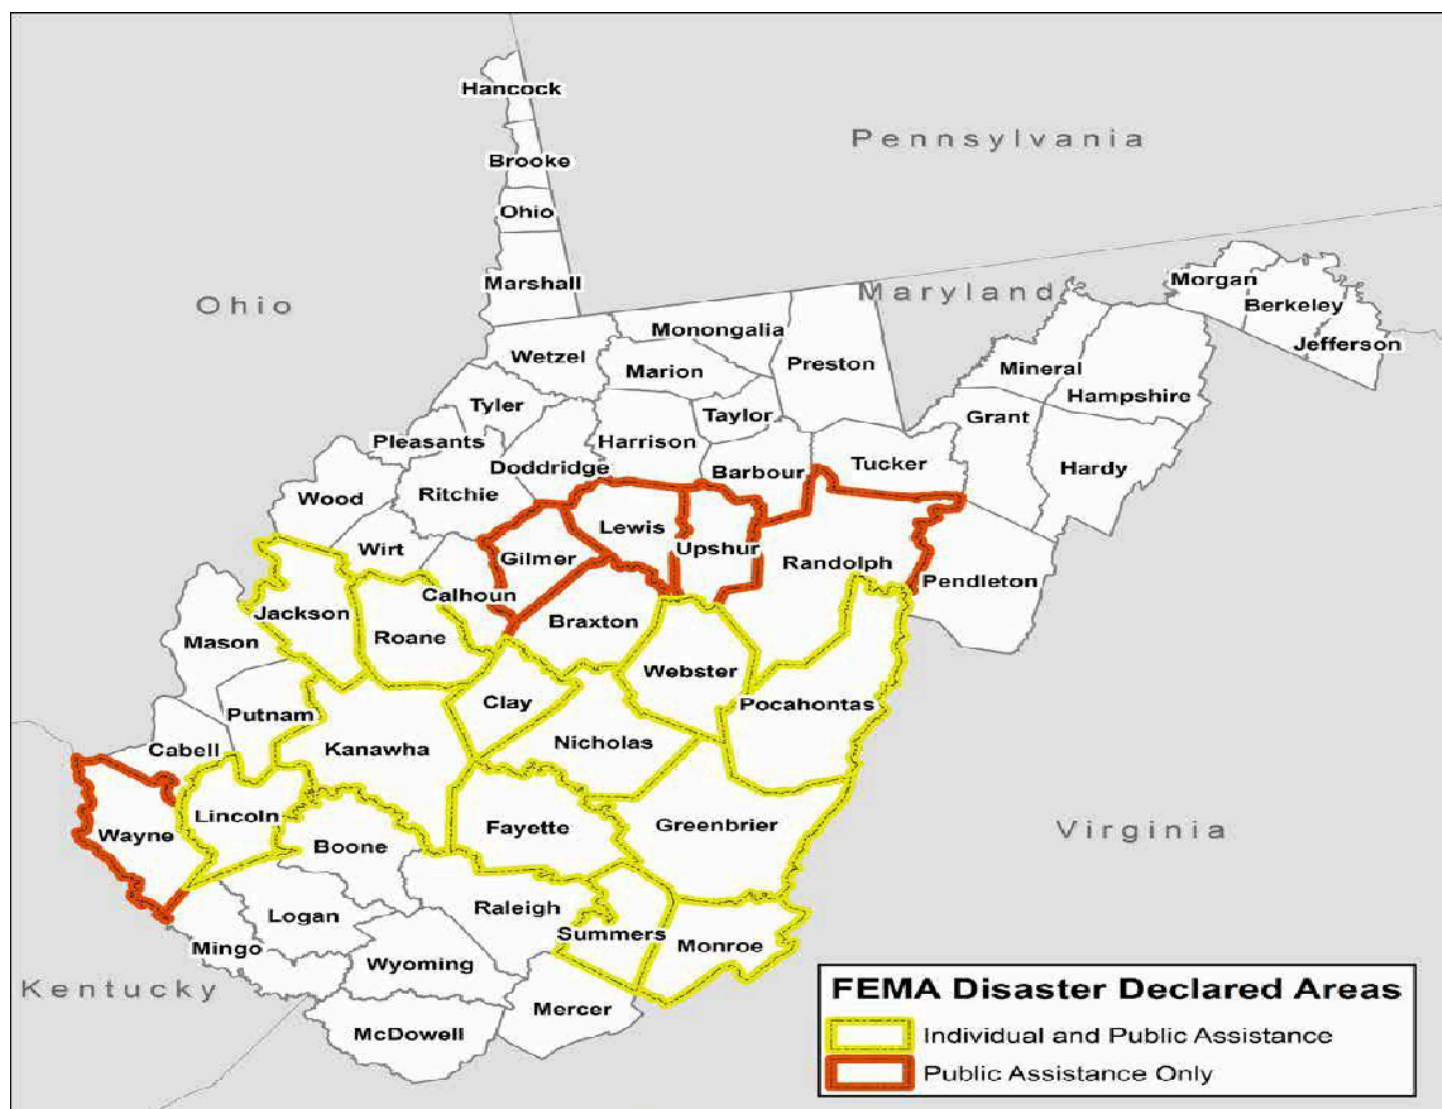 Hancock
Pennsylvania
Brooke
Ohio
Morgan
Marshall
Maryland
Berkeley
Ohio
Monongalia
Jefferson
Wetzel
Marion
Preston
Mineral
Hampshire
Tyler
Taylor
Grant
Pleasants
Harrison
Doddridge
Barbour
Tucker
Hardy
Wood
Ritchie
Lewis
Wirt
Gilmer
Upshur
Randolph
Pendleton
Calhoun
Jackson
Braxton
Roane
Mason
Webster
Clay
Pocahontas
Putnam
Cabell
Kanawha
Nicholas
Lincoln
Wayne
Fayette
Greenbrier
Virginia
Boone
Logan
Raleigh
Summers
Monroe
Mingo
Wyoming
Kentucky
Mercer
McDowell
FEMA Disaster Declared Areas
Individual and Public Assistance
Public Assistance Only